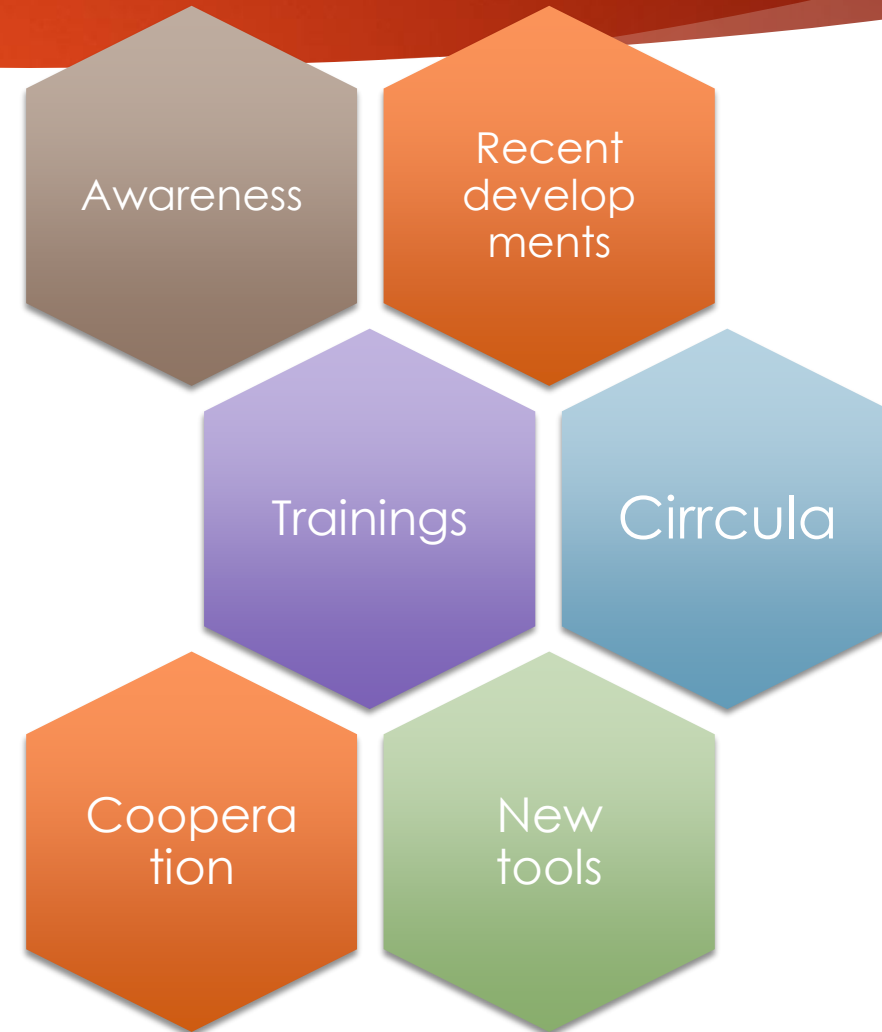 Awareness
Recent
develop
ments
Trainings
Cirrcula
Coopera
tion
New
tools